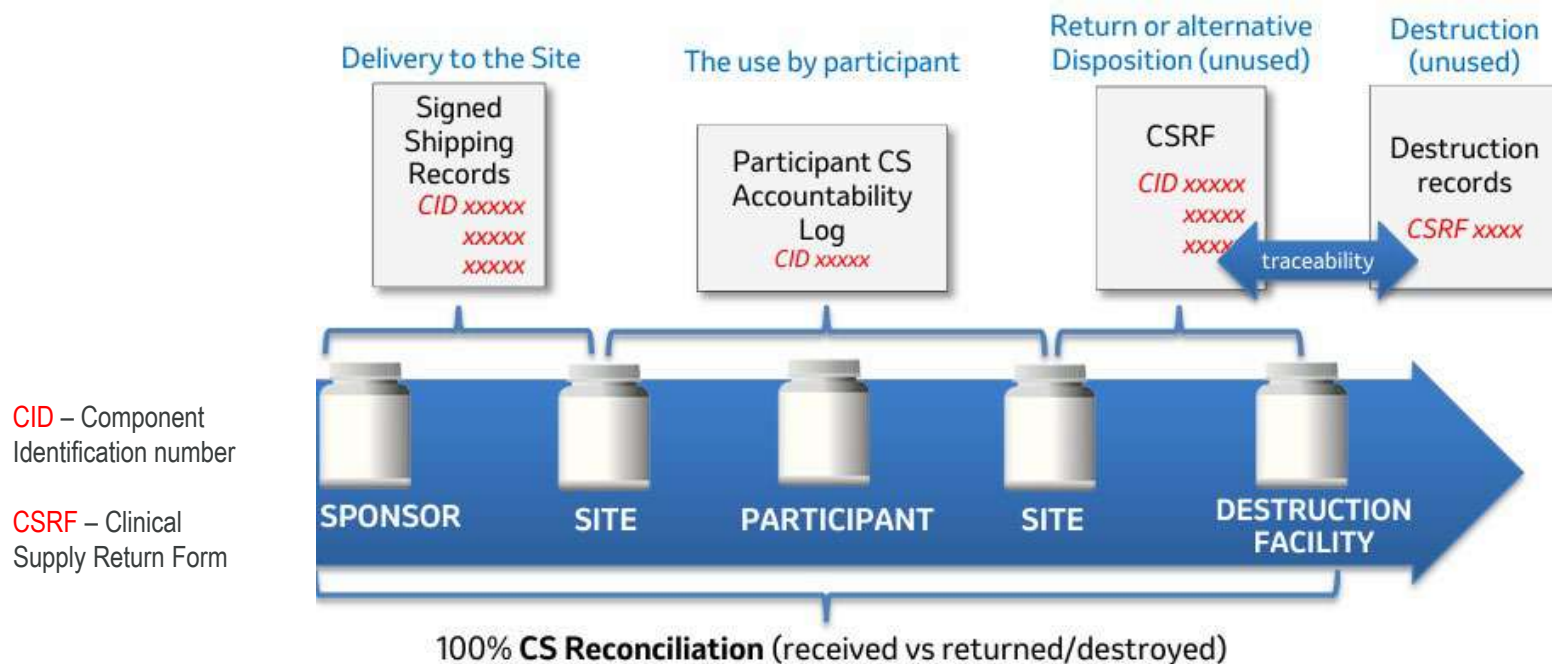 Delivery to the Site
The use by participant
Return or alternative
Disposition (unused)
Destruction
(unused)
Signed
Shipping
Records
CID xxxxx
xxxxx
xxxxx
Participant CS
Accountability
Log
CID xxxxx
CSRF
CID xxxxx
xxxxx
xxxxx
traceability
Destruction
records
CSRF xxxx
CID – Component
Identification number
CSRF – Clinical
Supply Return Form
SPONSOR
SITE
PARTICIPANT
SITE
DESTRUCTION
FACILITY
100% CS Reconciliation (received vs returned/destroyed)